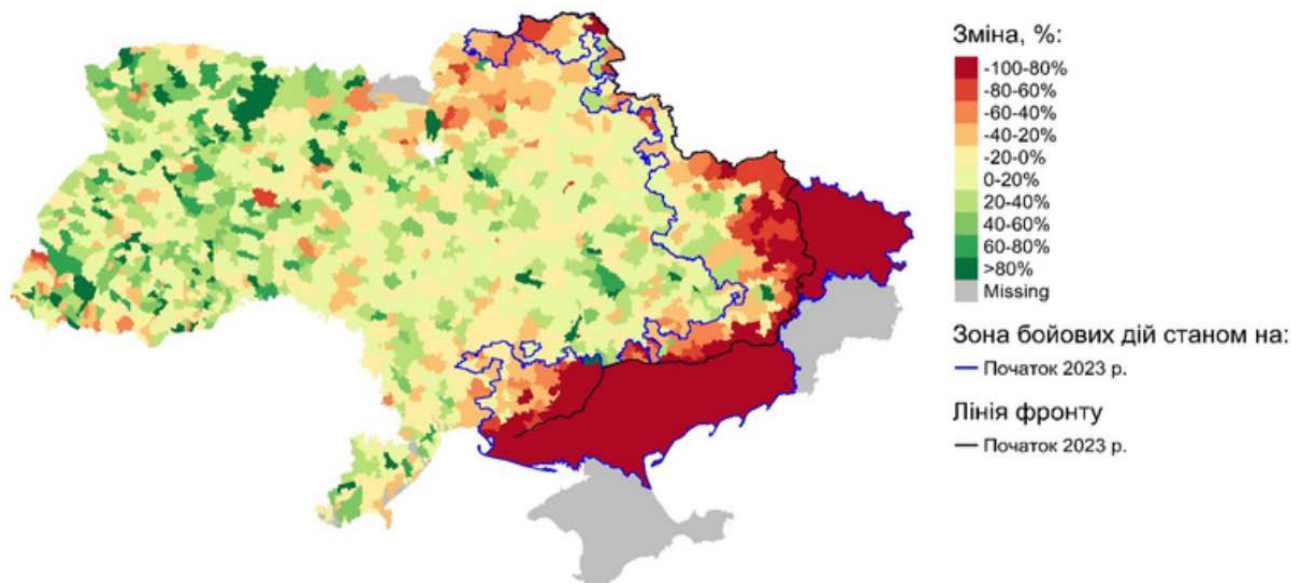 Зміна, %:
-100-80%
-80-60%
-60-40%
-40-20%
-20-0%
0-20%
20-40%
40-60%
60-80%
>80%
Missing
Зона бойових дій станом на:
Початок 2023 р.
Лінія фронту
Початок 2023 р.